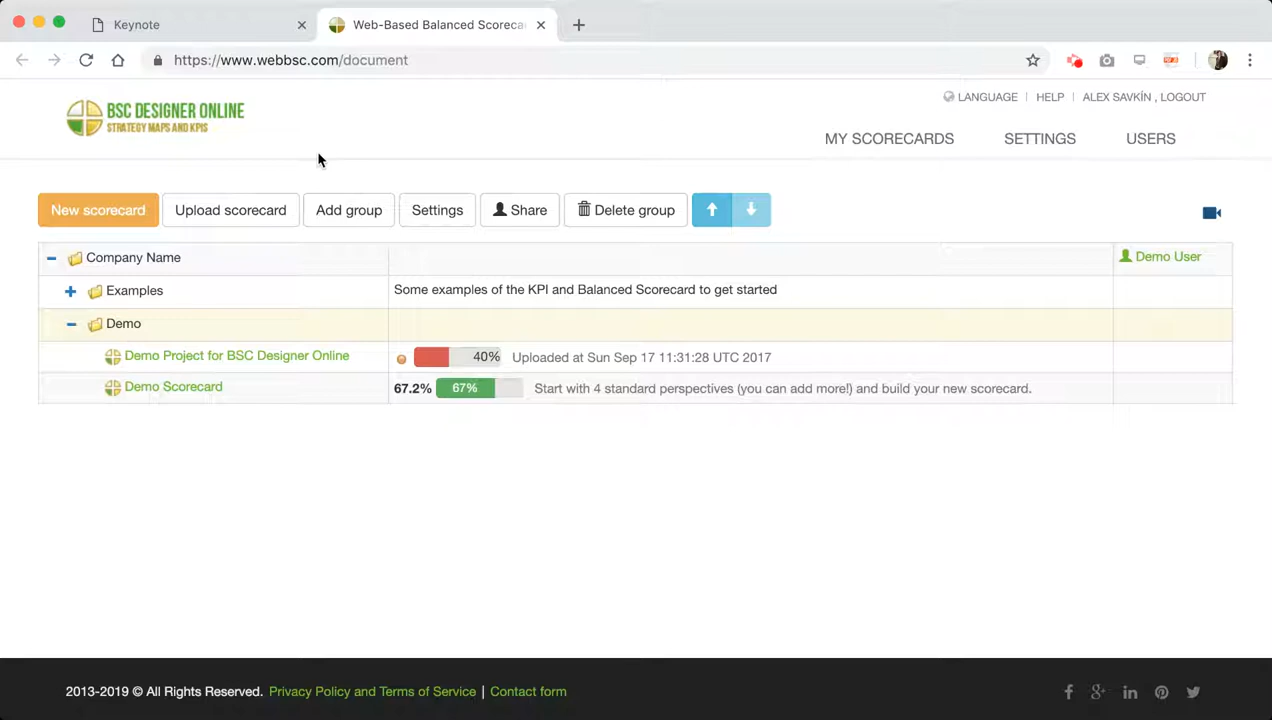 Keynote
Web-Based Balanced Scoreca
https://www.webbsc.com/document
BSC DESIGNER ONLINE
STRATEGY MAPS AND KPIS
LANGUAGE | HELP | ALEX SAVKIN , LOGOUT
MY SCORECARDS SETTINGS USERS
New scorecard Upload scorecard Add group Settings Share Delete group
Company Name Demo User
Examples Some examples of the KPI and Balanced Scorecard to get started
Demo
Demo Project for BSC Designer Online 40% Uploaded at Sun Sep 17 11:31:28 UTC 2017
Demo Scorecard 67.2% 67% Start with 4 standard perspectives (you can add more!) and build your new scorecard.
2013-2019 © All Rights Reserved. Privacy Policy and Terms of Service | Contact form